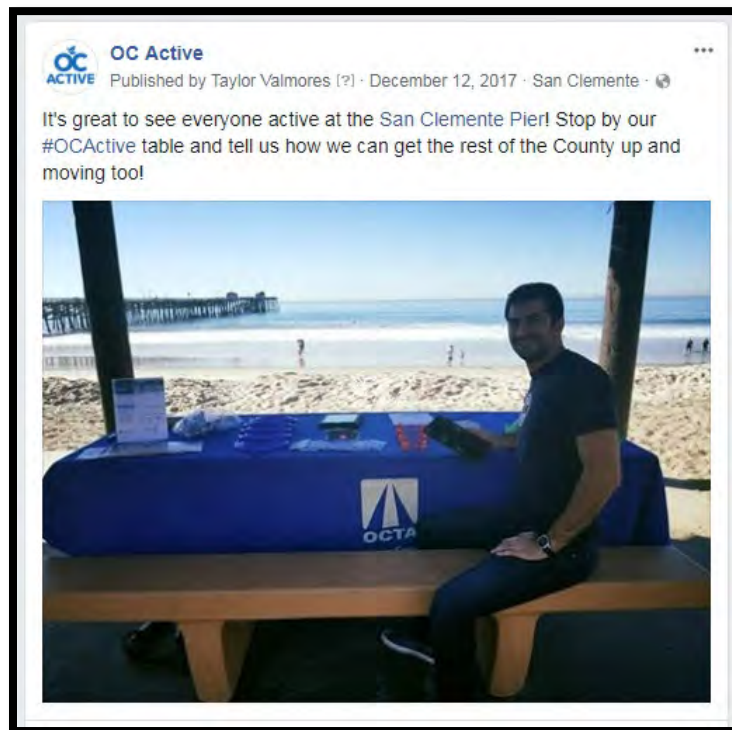 OC
ACTIVE
OC Active
Published by Taylor Valmores [?] · December 12, 2017 · San Clemente ·
It's great to see everyone active at the San Clemente Pier! Stop by our
#OCActive table and tell us how we can get the rest of the County up and
moving too!
OCTA